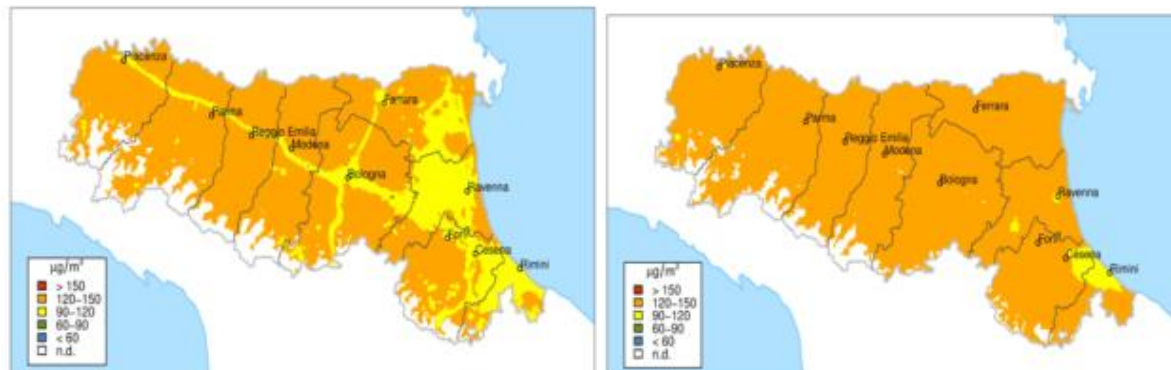 Piacenza
Parma
Reggio Emilia
Modena
Ferrara
Bologna
Ravenna
Forlì
Cesena
Rimini
µg/m³
> 150
120–150
90–120
60–90
< 60
n.d.
Piacenza
Parma
Reggio Emilia
Modena
Ferrara
Bologna
Ravenna
Forlì
Cesena
Rimini
µg/m³
> 150
120–150
90–120
60–90
< 60
n.d.